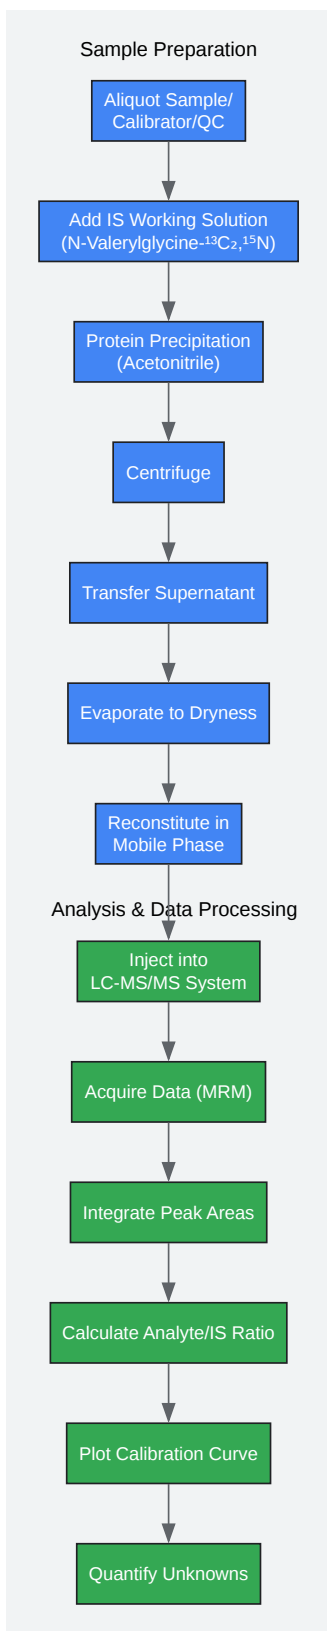 Sample Preparation
Aliquot Sample/
Calibrator/QC
Add IS Working Solution
(N-Valerylglycine-¹³C₂,¹⁵N)
Protein Precipitation
(Acetonitrile)
Centrifuge
Transfer Supernatant
Evaporate to Dryness
Reconstitute in
Mobile Phase
Analysis & Data Processing
Inject into
LC-MS/MS System
Acquire Data (MRM)
Integrate Peak Areas
Calculate Analyte/IS Ratio
Plot Calibration Curve
Quantify Unknowns